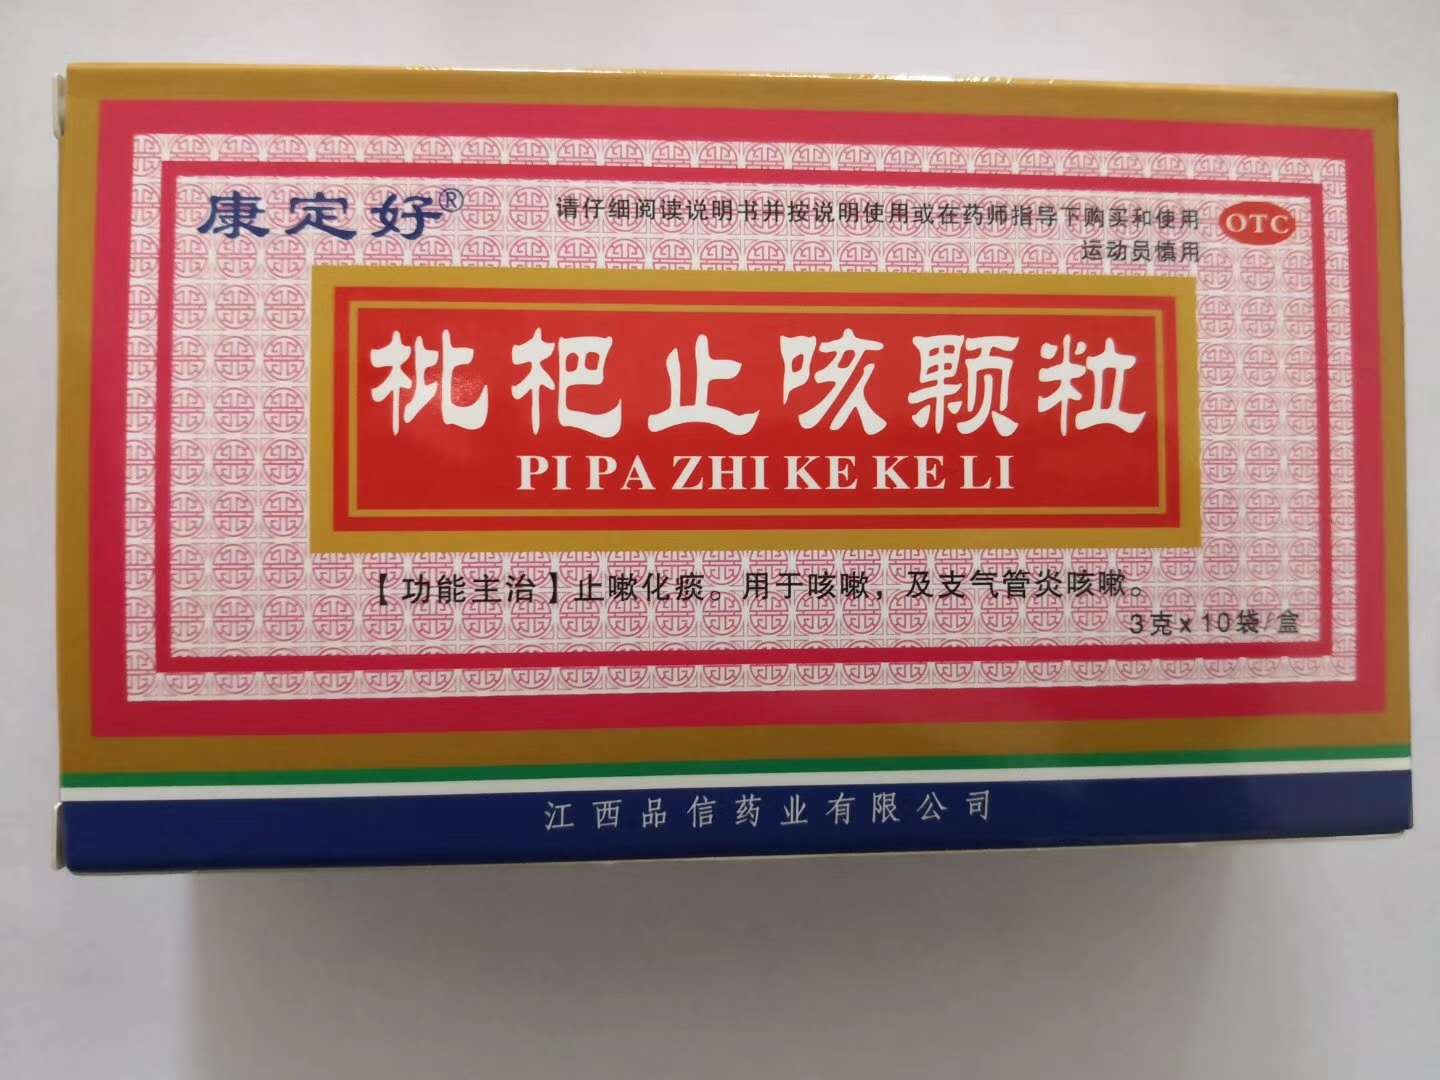 康定好®
请仔细阅读说明书并按说明使用或在药师指导下购买和使用
OTC
运动员慎用
枇杷止咳颗粒
PI PA ZHI KE KE LI
【功能主治】止嗽化痰。用于咳嗽，及支气管炎咳嗽。
3克x10袋/盒
江西品信药业有限公司